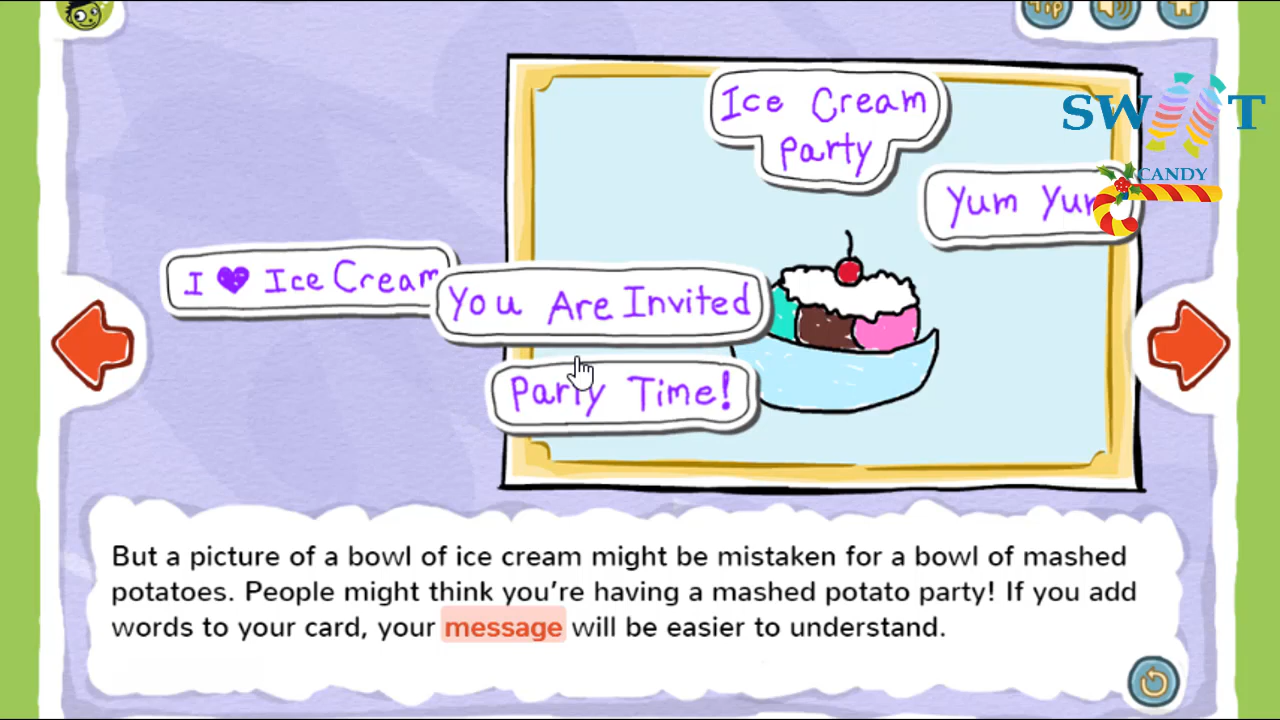 Tip
Ice Cream
Party
SWEET
CANDY
Yum Yum
I ♥ Ice Cream
You Are Invited
Party Time!
But a picture of a bowl of ice cream might be mistaken for a bowl of mashed
potatoes. People might think you’re having a mashed potato party! If you add
words to your card, your message will be easier to understand.